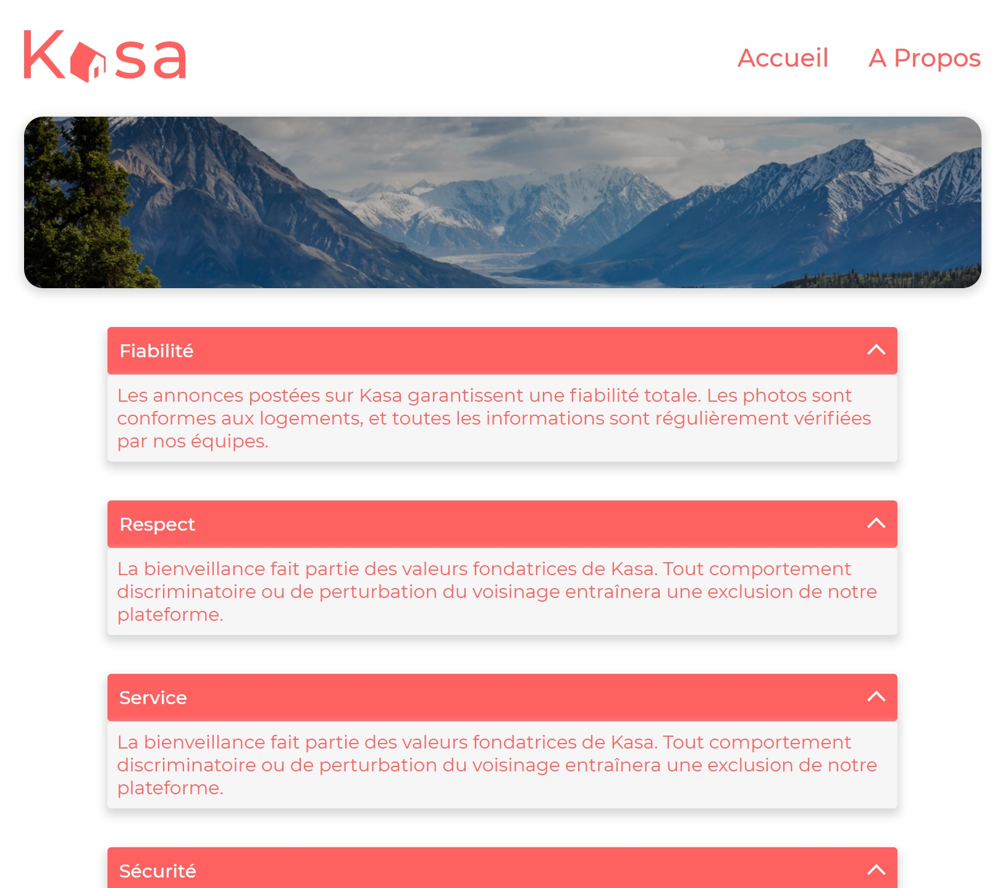 Kasa
Accueil
A Propos
Fiabilité
Les annonces postées sur Kasa garantissent une fiabilité totale. Les photos sont
conformes aux logements, et toutes les informations sont régulièrement vérifiées
par nos équipes.
Respect
La bienveillance fait partie des valeurs fondatrices de Kasa. Tout comportement
discriminatoire ou de perturbation du voisinage entraînera une exclusion de notre
plateforme.
Service
La bienveillance fait partie des valeurs fondatrices de Kasa. Tout comportement
discriminatoire ou de perturbation du voisinage entraînera une exclusion de notre
plateforme.
Sécurité